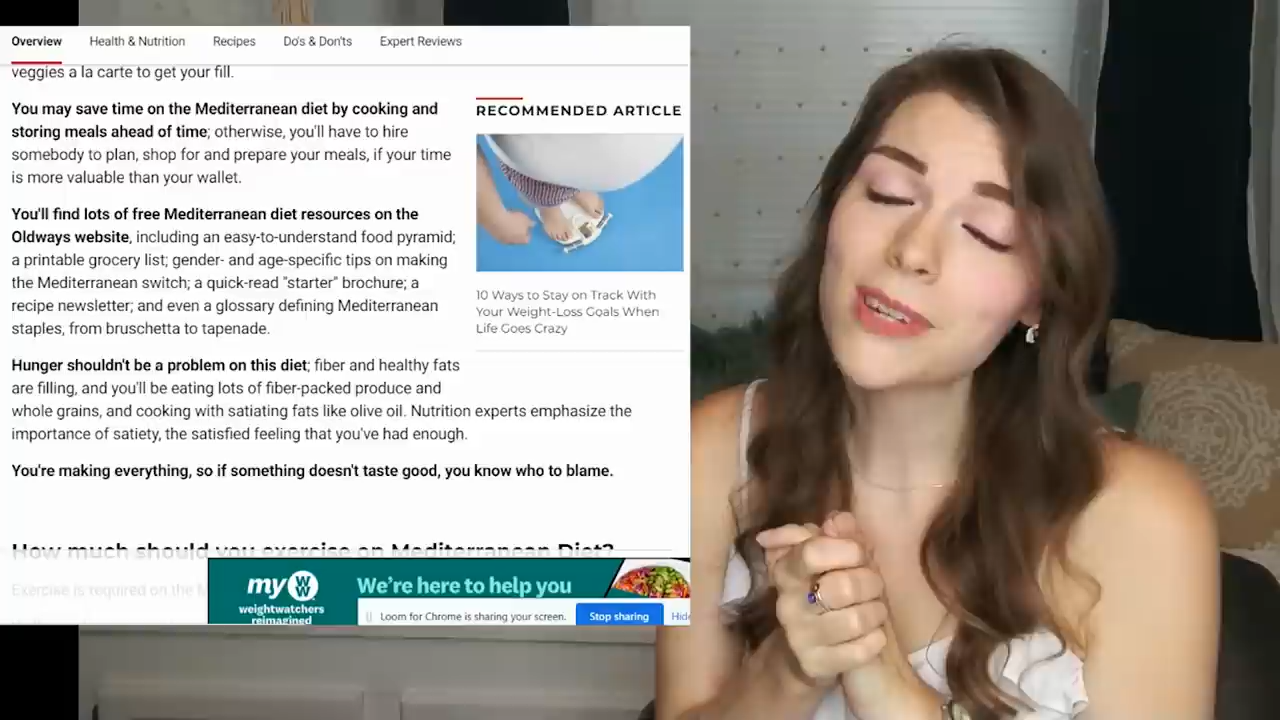 Overview Health & Nutrition Recipes Do's & Don'ts Expert Reviews
veggies a la carte to get your fill.
You may save time on the Mediterranean diet by cooking and
storing meals ahead of time; otherwise, you'll have to hire
somebody to plan, shop for and prepare your meals, if your time
is more valuable than your wallet.
You'll find lots of free Mediterranean diet resources on the
Oldways website, including an easy-to-understand food pyramid;
a printable grocery list; gender- and age-specific tips on making
the Mediterranean switch; a quick-read "starter" brochure; a
recipe newsletter; and even a glossary defining Mediterranean
staples, from bruschetta to tapenade.
Hunger shouldn't be a problem on this diet; fiber and healthy fats
are filling, and you'll be eating lots of fiber-packed produce and
whole grains, and cooking with satiating fats like olive oil. Nutrition experts emphasize the
importance of satiety, the satisfied feeling that you've had enough.
You're making everything, so if something doesn't taste good, you know who to blame.
How much should you exercise on Mediterranean Diet?
Exercise is required on the M
RECOMMENDED ARTICLE
10 Ways to Stay on Track With
Your Weight-Loss Goals When
Life Goes Crazy
my WW
weightwatchers
reimagined
We're here to help you
Loom for Chrome is sharing your screen. Stop sharing Hide